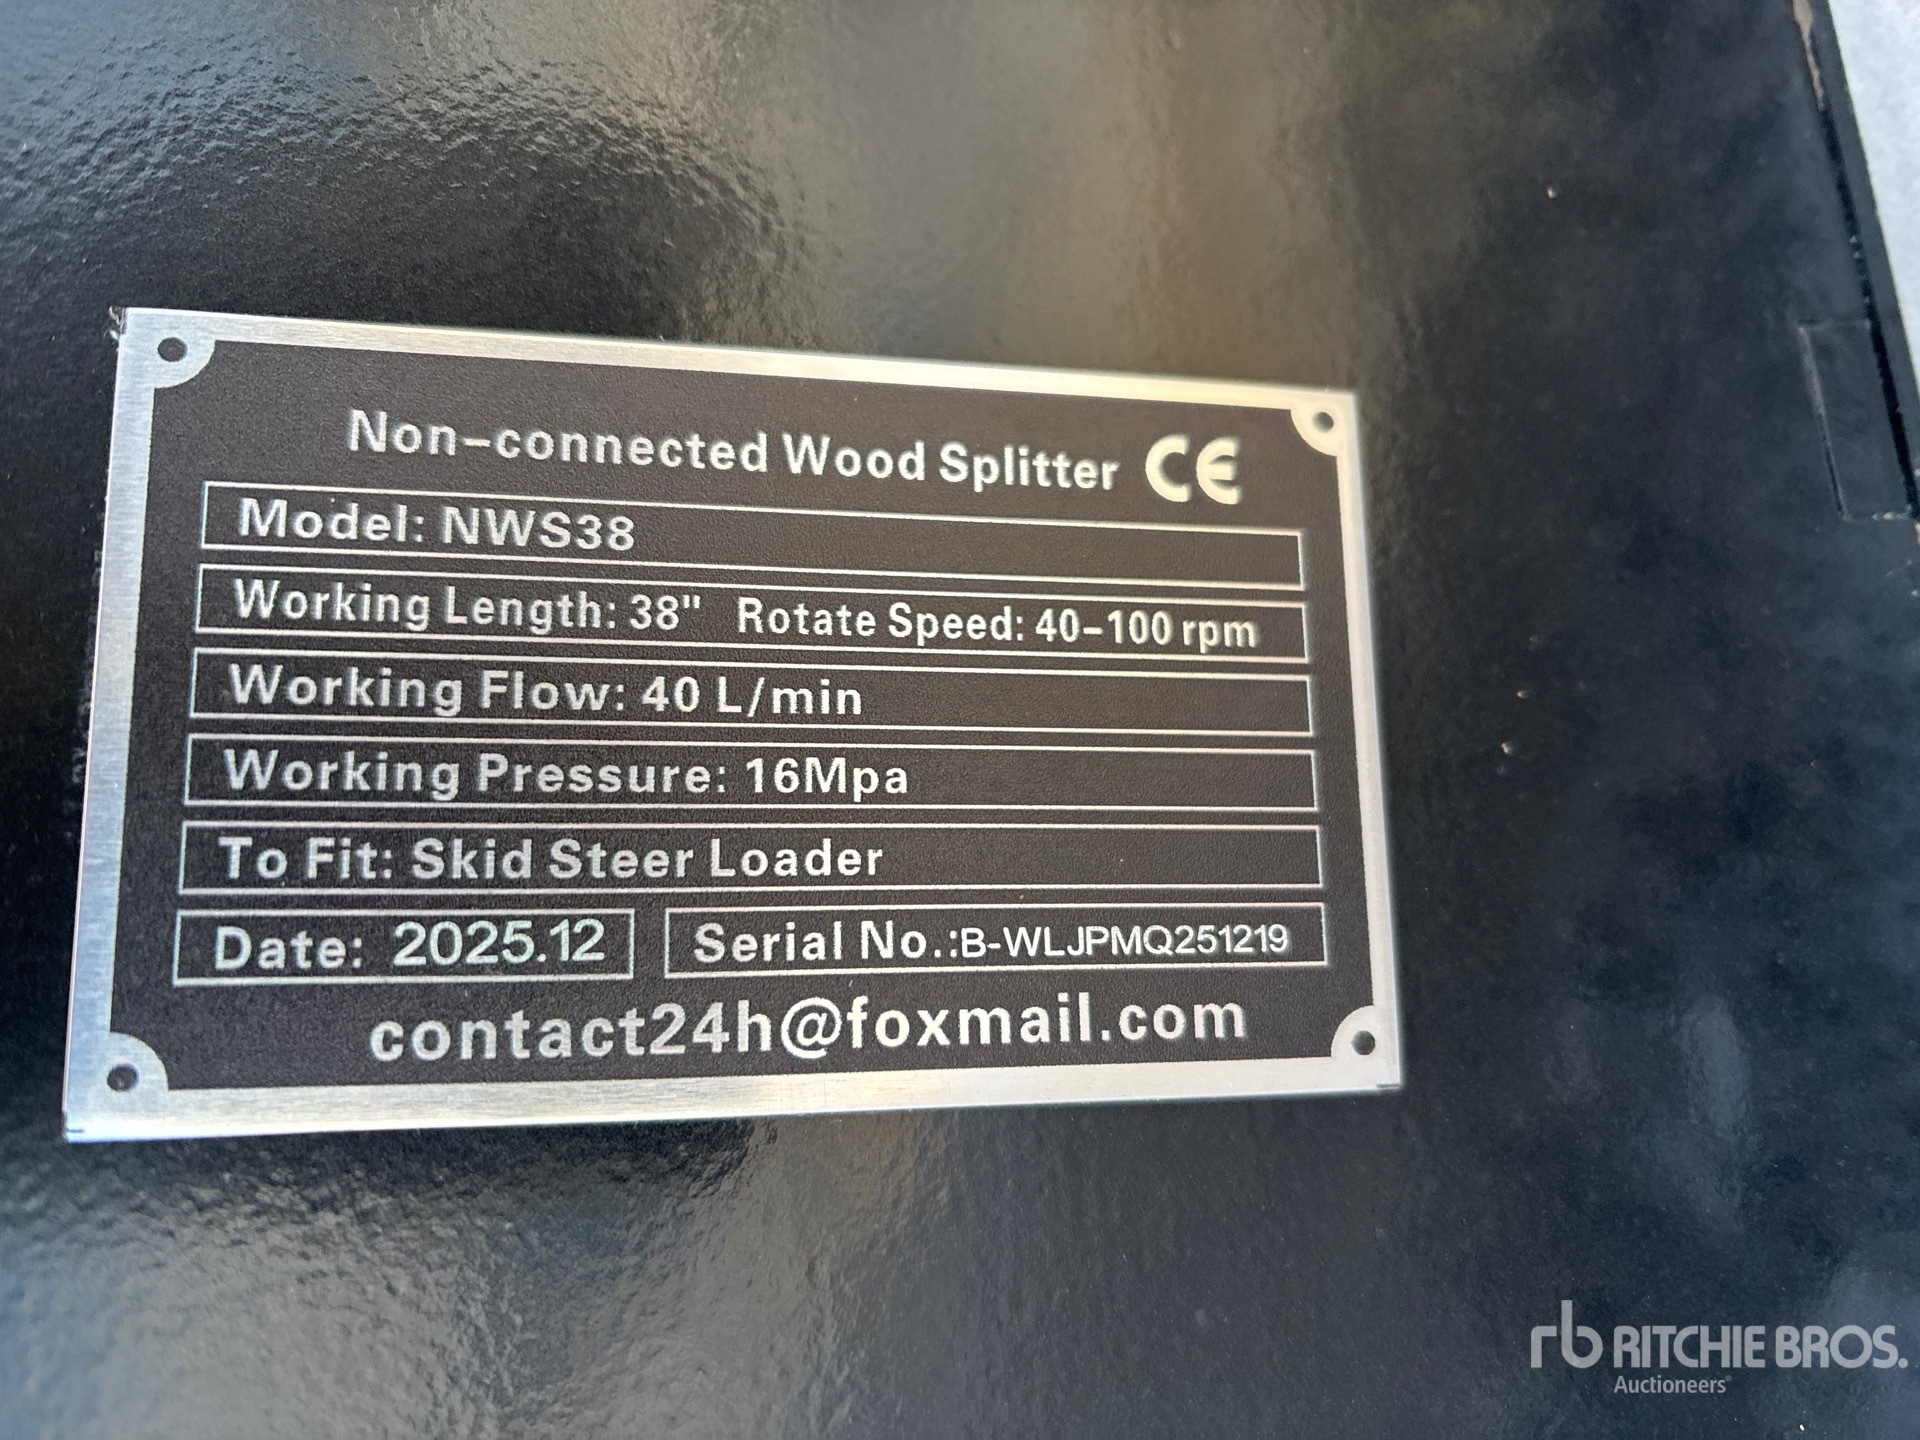 Non-connected Wood Splitter CE
Model: NWS38
Working Length: 38" Rotate Speed: 40-100 rpm
Working Flow: 40 L/min
Working Pressure: 16Mpa
To Fit: Skid Steer Loader
Date: 2025.12 Serial No.:B-WLJPMQ251219
contact24h@foxmail.com
rb RITCHIE BROS.
Auctioneers